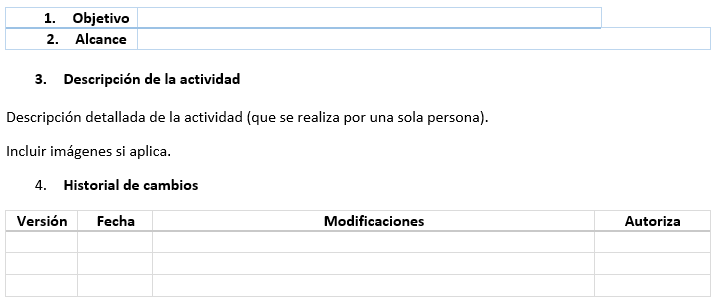 1. Objetivo
2. Alcance
3. Descripción de la actividad
Descripción detallada de la actividad (que se realiza por una sola persona).
Incluir imágenes si aplica.
4. Historial de cambios
Versión Fecha Modificaciones Autoriza